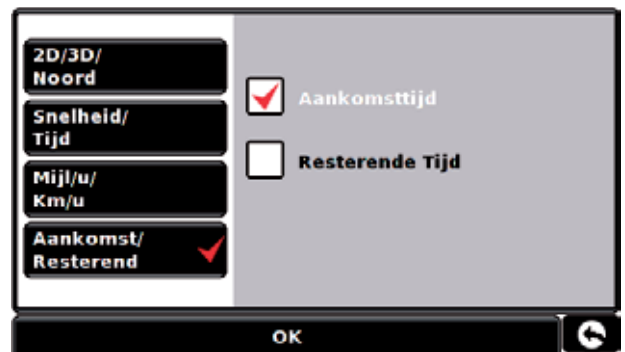 2D/3D/
Noord
Snelheid/
Tijd
Mijl/u/
Km/u
Aankomst/
Resterend
Aankomsttijd
Resterende Tijd
OK